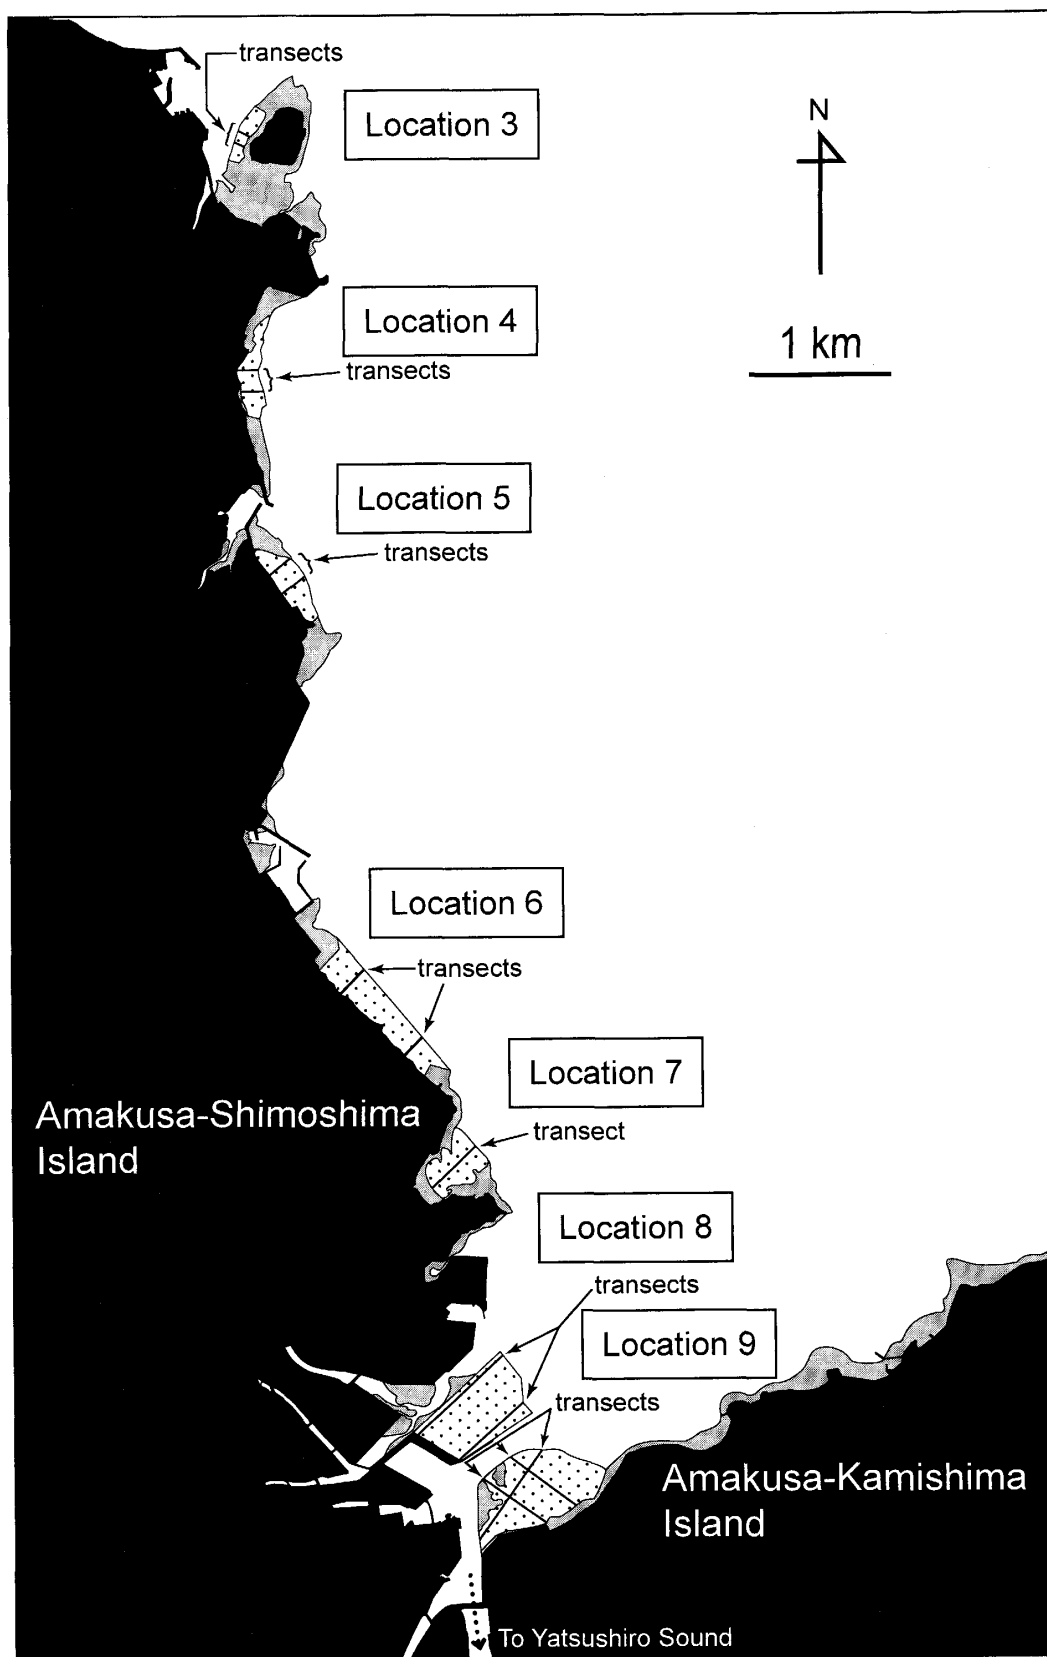 transects
Location 3
N
Location 4
1 km
transects
Location 5
transects
Location 6
transects
Location 7
Amakusa-Shimoshima
Island
transect
Location 8
transects
Location 9
transects
Amakusa-Kamishima
Island
To Yatsushiro Sound